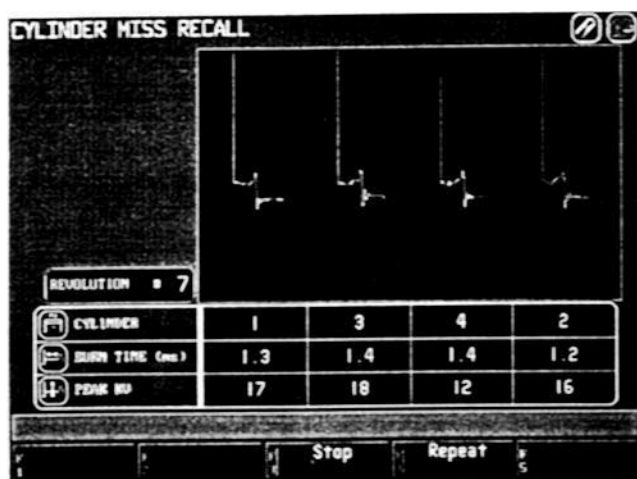 CYLINDER MISS RECALL
REVOLUTION # 7
CYLINDER 1 3 4 2
BURN TIME (ms) 1.3 1.4 1.4 1.2
PEAK KV 17 18 12 16
Stop Repeat